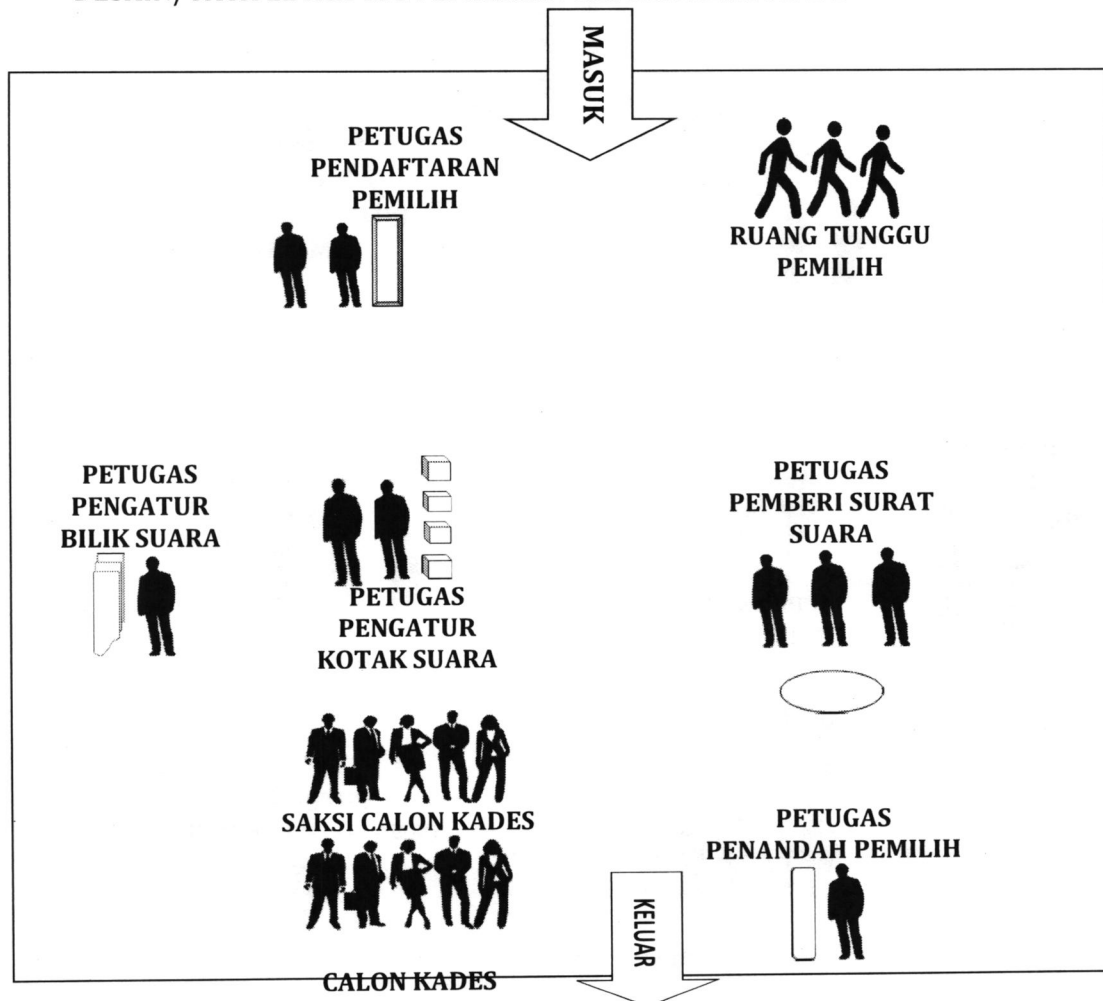 MASUK
PETUGAS
PENDAFTARAN
PEMILIH
RUANG TUNGGU
PEMILIH
PETUGAS
PENGATUR
BILIK SUARA
PETUGAS
PENGATUR
KOTAK SUARA
PETUGAS
PEMBERI SURAT
SUARA
SAKSI CALON KADES
PETUGAS
PENANDAH PEMILIH
CALON KADES
KELUAR